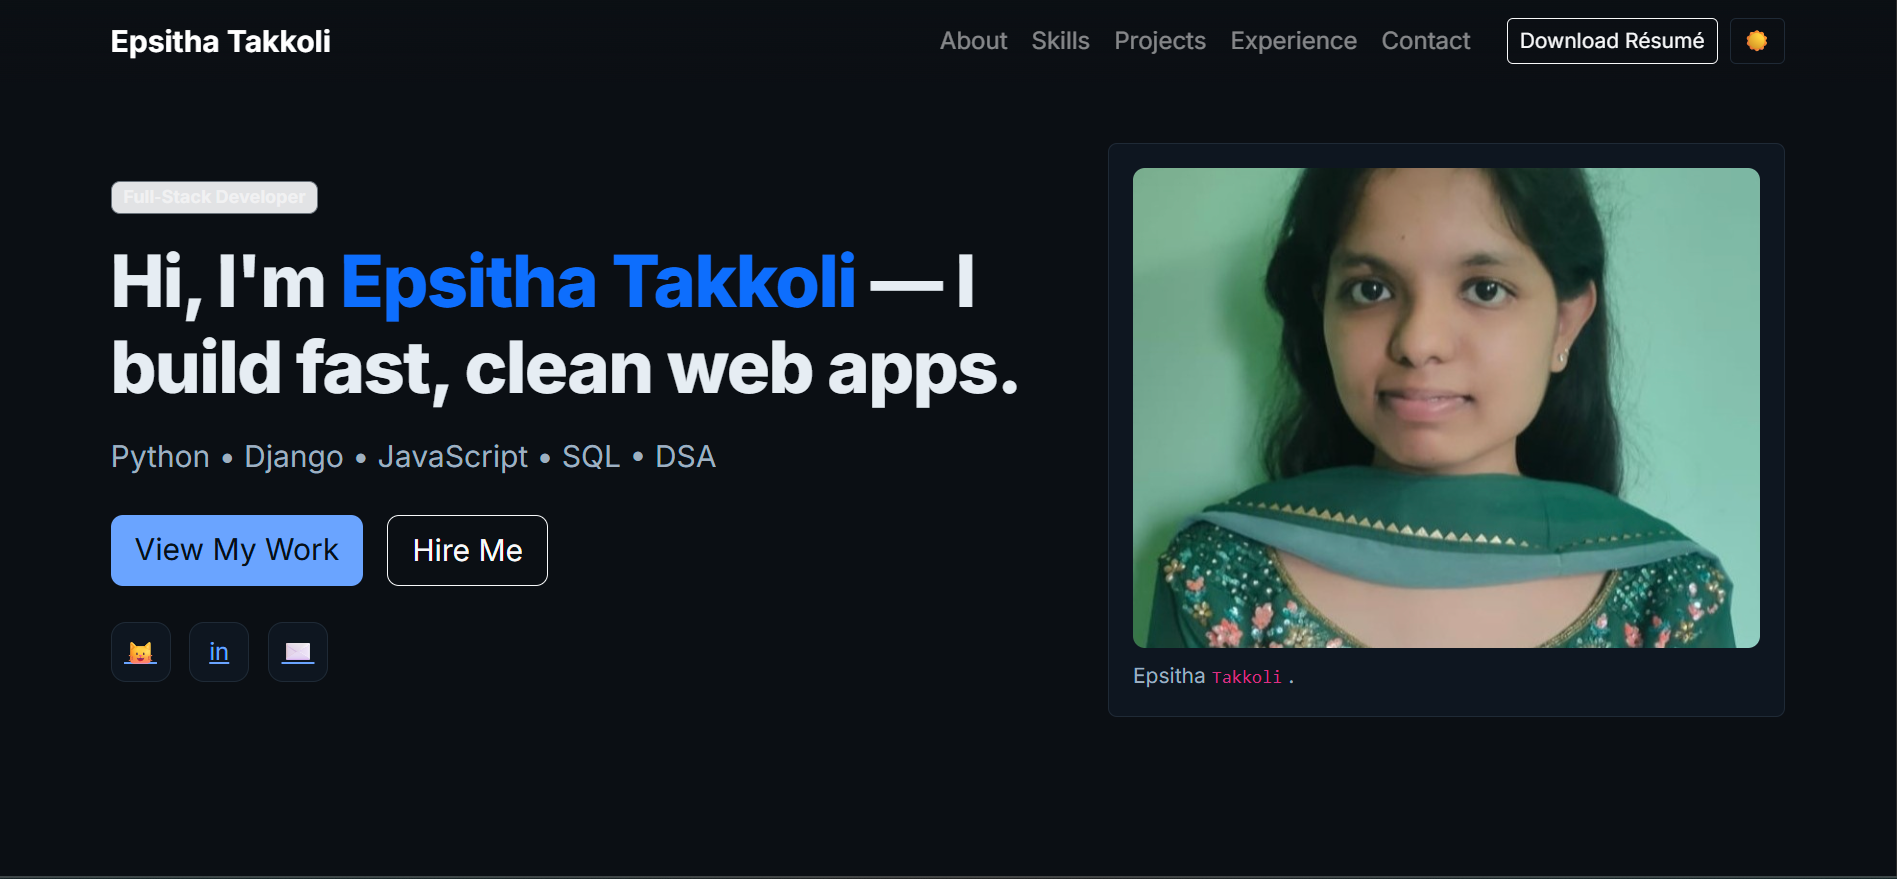 Epsitha Takkoli
About Skills Projects Experience Contact Download Résumé
Full-Stack Developer
Hi, I'm Epsitha Takkoli — I
build fast, clean web apps.
Python • Django • JavaScript • SQL • DSA
View My Work Hire Me
in
Epsitha Takkoli .